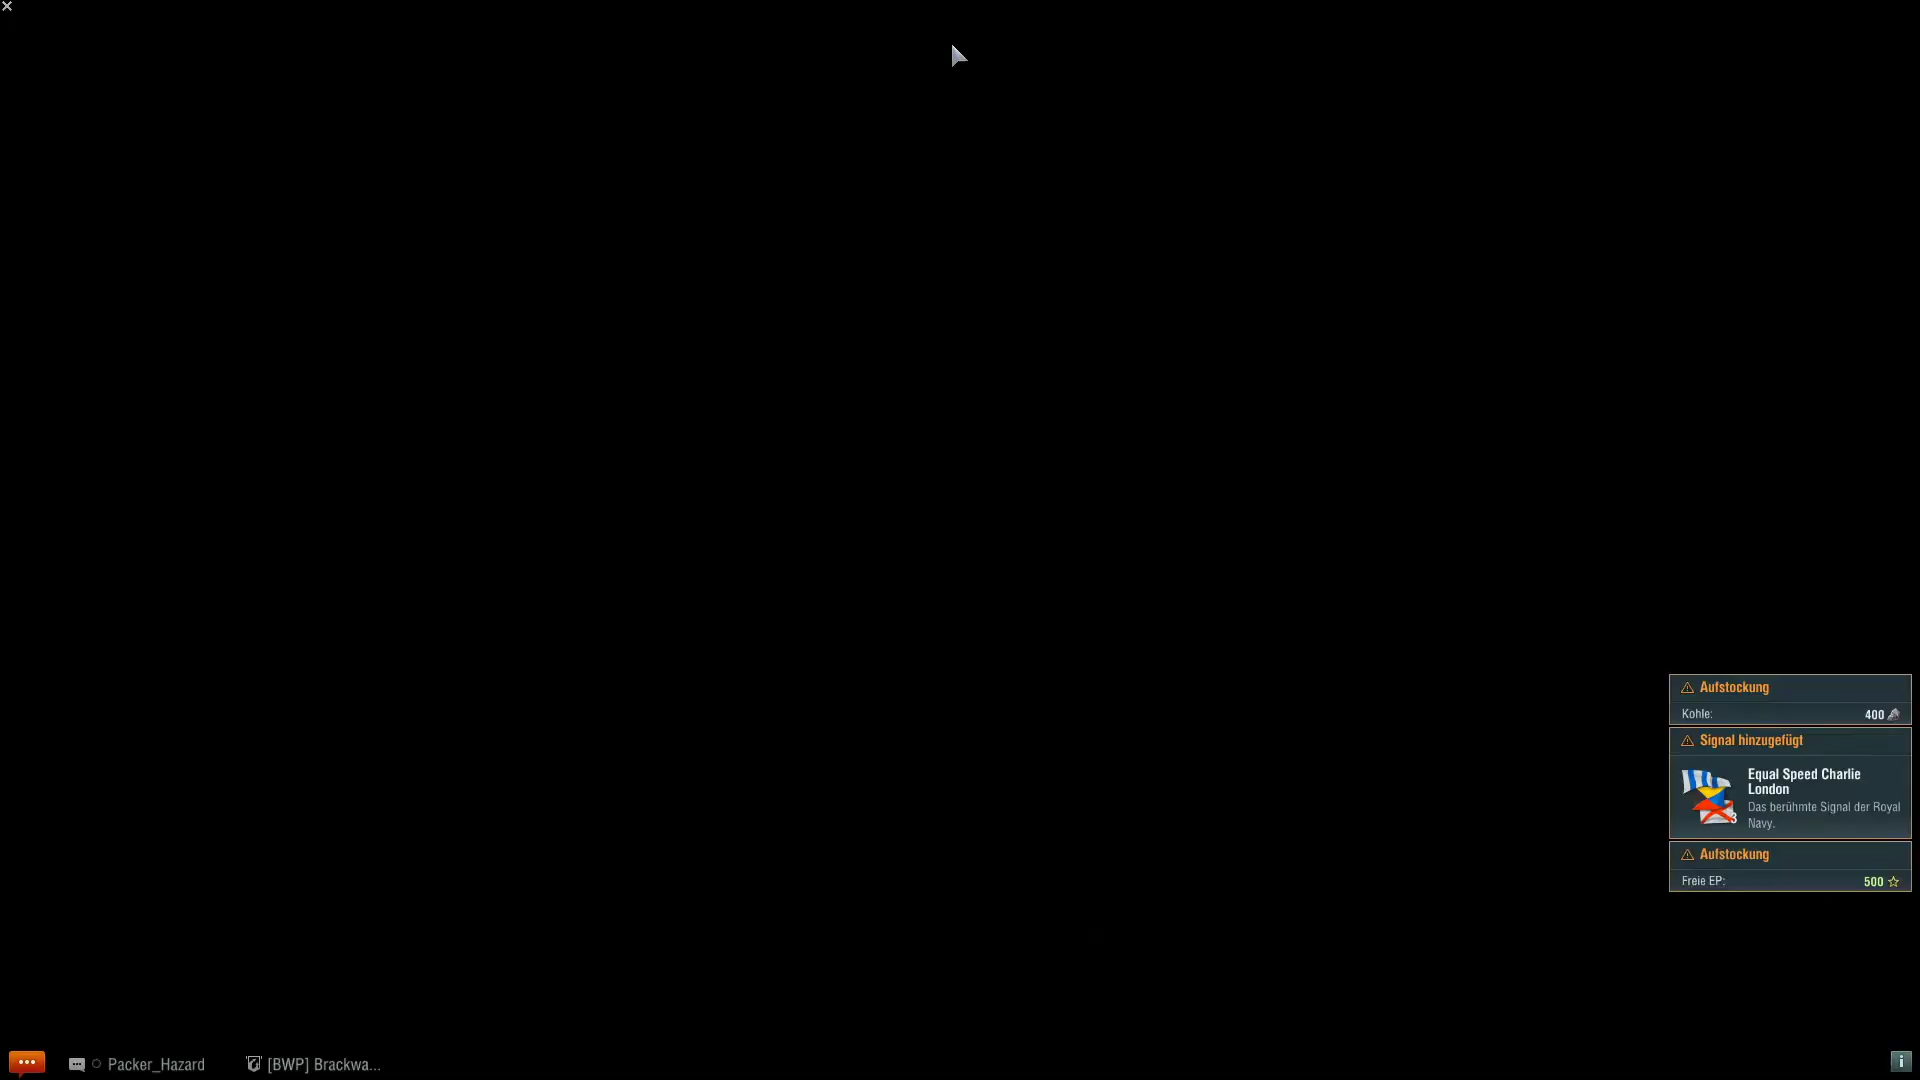 Aufstockung
Kohle: 400
Signal hinzugefügt
Equal Speed Charlie
London
Das berühmte Signal der Royal
Navy.
3
Aufstockung
Freie EP: 500
Packer_Hazard [BWP] Brackwa...